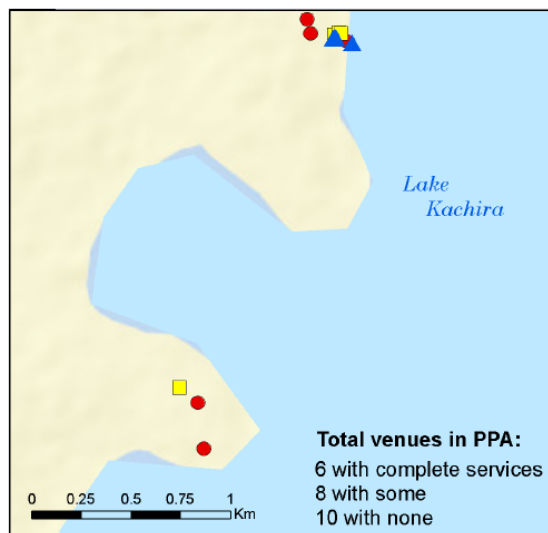 Lake
Kachira
Total venues in PPA:
6 with complete services
8 with some
10 with none
0 0.25 0.5 0.75 1
Km